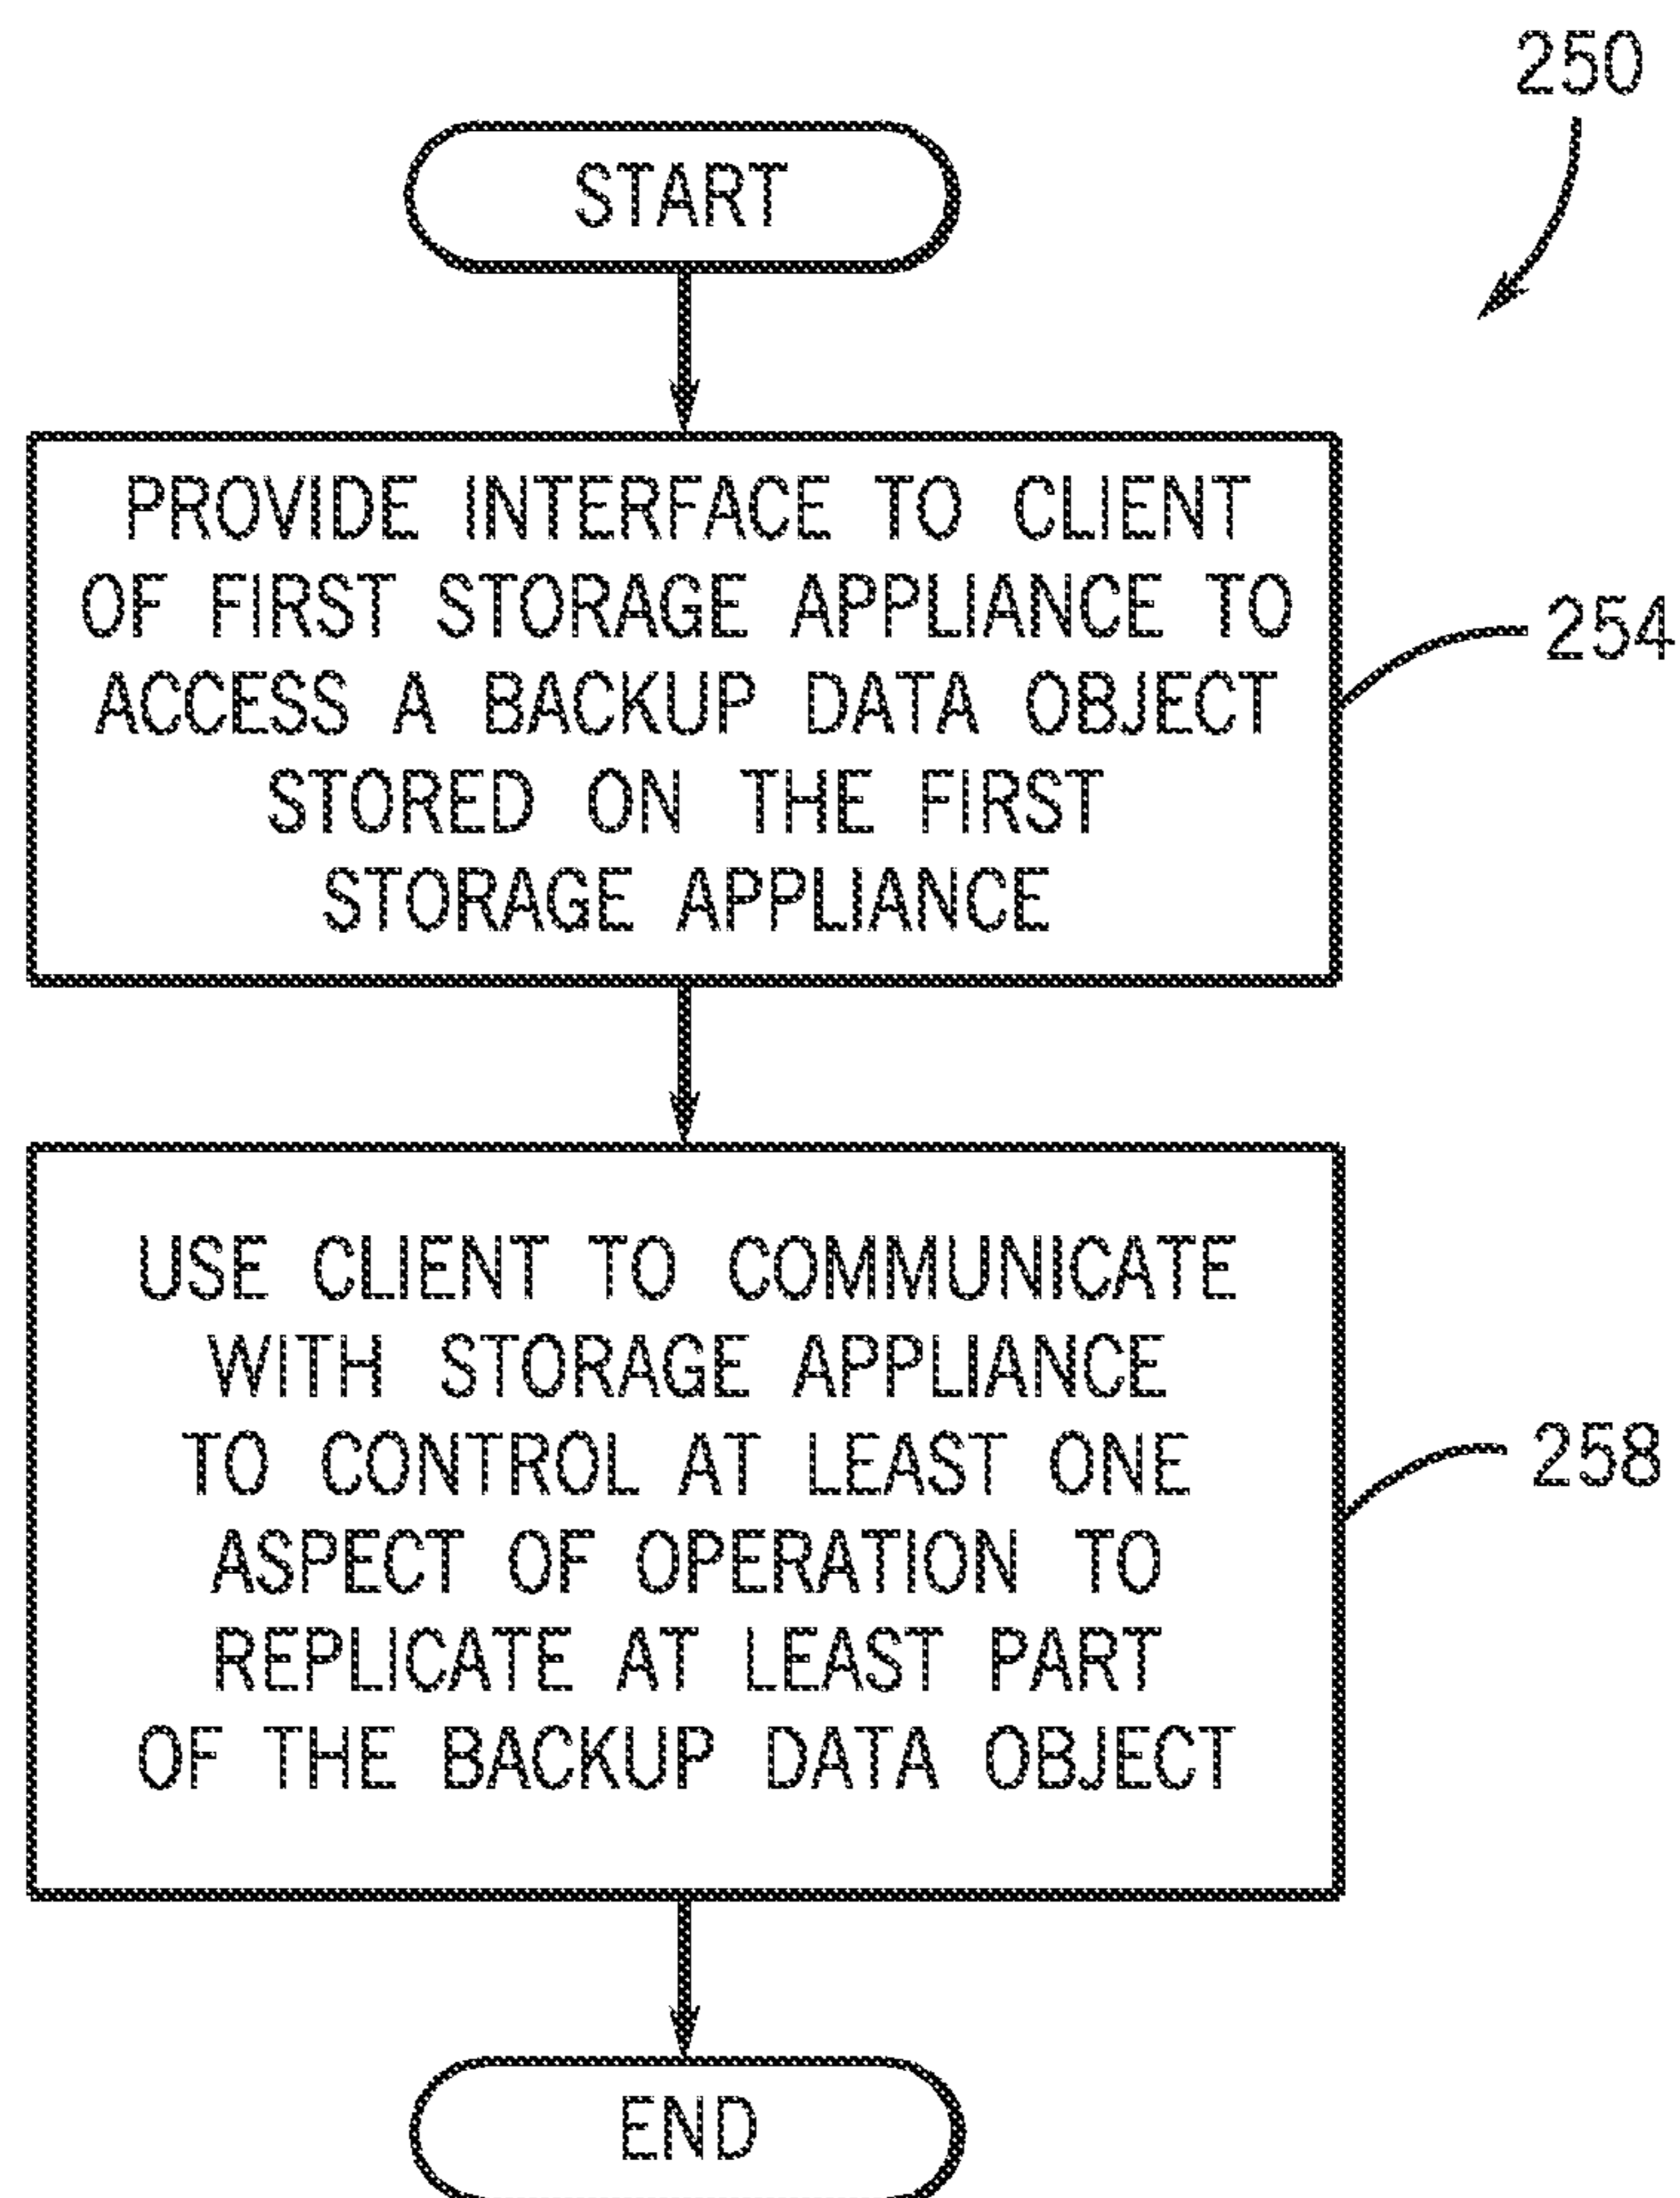 250
START
PROVIDE INTERFACE TO CLIENT
OF FIRST STORAGE APPLIANCE TO
ACCESS A BACKUP DATA OBJECT
STORED ON THE FIRST
STORAGE APPLIANCE
254
USE CLIENT TO COMMUNICATE
WITH STORAGE APPLIANCE
TO CONTROL AT LEAST ONE
ASPECT OF OPERATION TO
REPLICATE AT LEAST PART
OF THE BACKUP DATA OBJECT
258
END